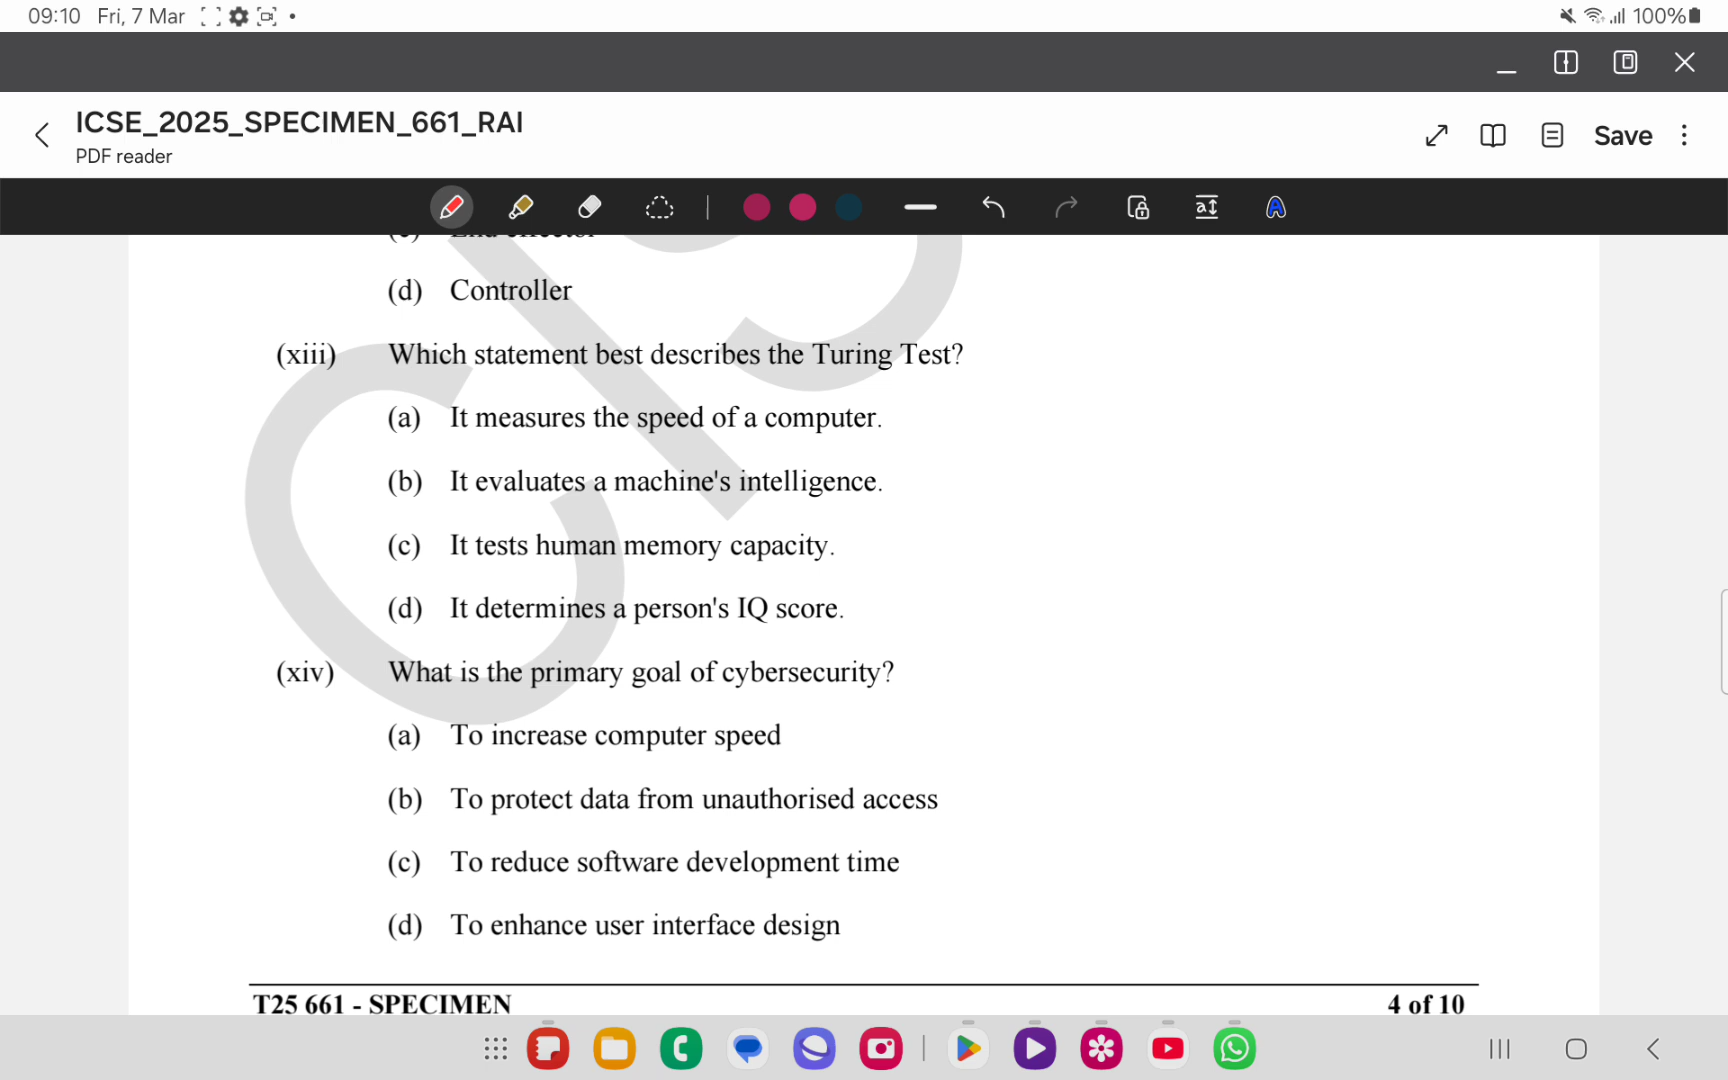 09:10 Fri, 7 Mar
100%
ICSE_2025_SPECIMEN_661_RAI
PDF reader
Save
(d) Controller
(xiii) Which statement best describes the Turing Test?
(a) It measures the speed of a computer.
(b) It evaluates a machine's intelligence.
(c) It tests human memory capacity.
(d) It determines a person's IQ score.
(xiv) What is the primary goal of cybersecurity?
(a) To increase computer speed
(b) To protect data from unauthorised access
(c) To reduce software development time
(d) To enhance user interface design
T25 661 - SPECIMEN 4 of 10